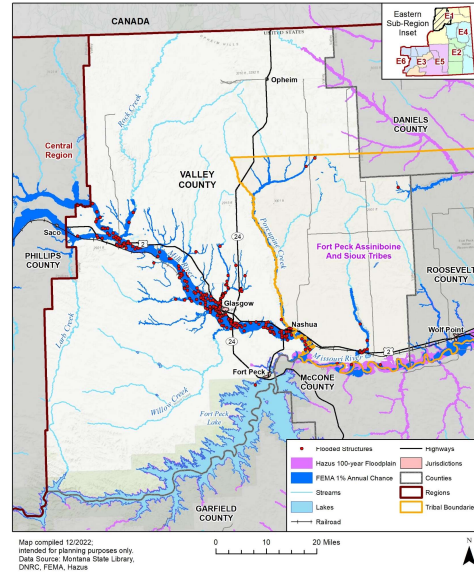 CANADA
UNITED STATES
Eastern
Sub-Region
Inset
E1
E4
E2
E6
E3
E5
Opheim
Rock Creek
DANIELS
COUNTY
Central
Region
VALLEY
COUNTY
Porcupine Creek
24
Saco
2
Milk River
Fort Peck Assiniboine
And Sioux Tribes
PHILLIPS
COUNTY
ROOSEVELT
COUNTY
Glasgow
Larb Creek
Nashua
Wolf Point
24
Missouri River
2
Fort Peck
McCONE
COUNTY
Willow Creek
Fort Peck
Lake
GARFIELD
COUNTY
Flooded Structures
Hazus 100-year Floodplain
FEMA 1% Annual Chance
Streams
Lakes
Railroad
Highways
Jurisdictions
Counties
Regions
Tribal Boundarie
Map compiled 12/2022;
intended for planning purposes only.
Data Source: Montana State Library,
DNRC, FEMA, Hazus
0 10 20 Miles
N